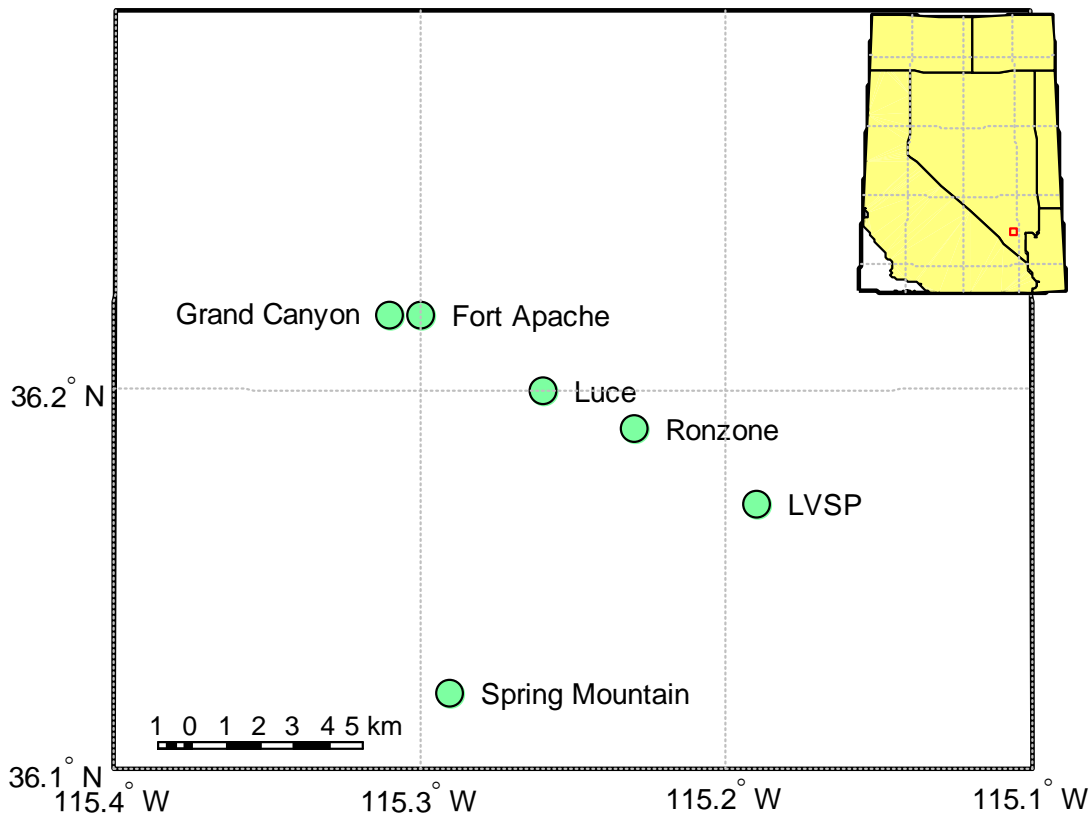 Grand Canyon
Fort Apache
36.2° N
Luce
Ronzone
LVSP
Spring Mountain
1 0 1 2 3 4 5 km
36.1° N
115.4° W
115.3° W
115.2° W
115.1° W